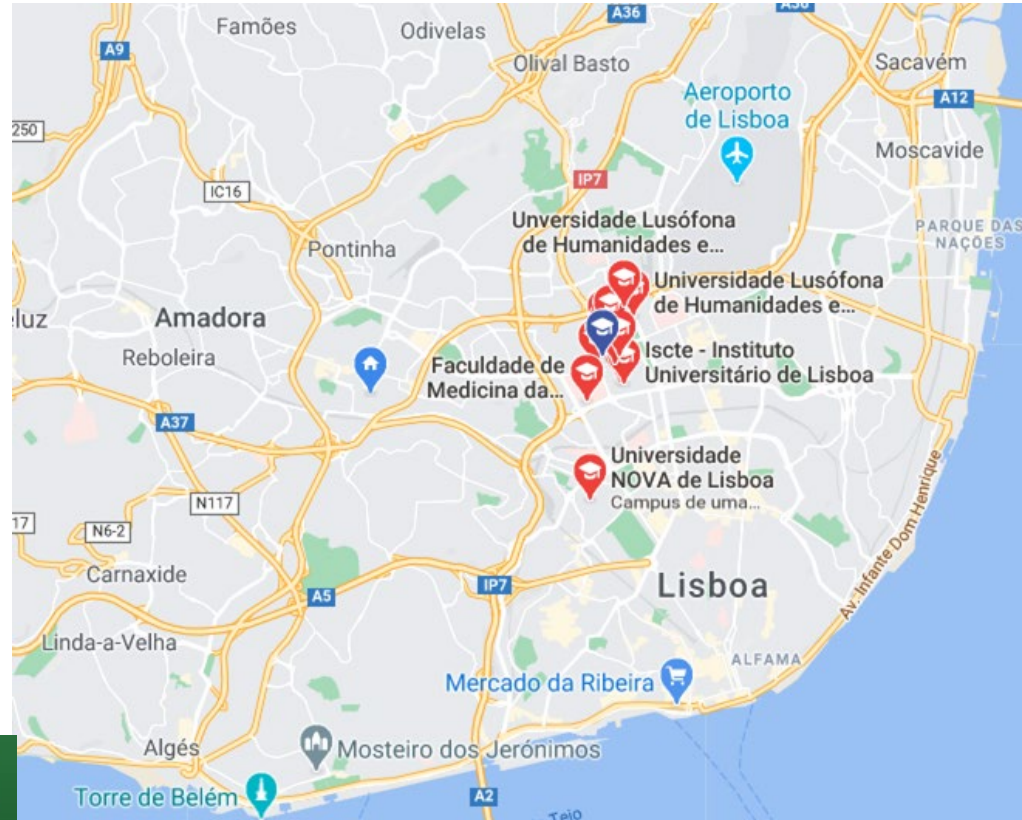 A36
A36
Famões
Odivelas
A9
Olival Basto
Sacavém
Aeroporto
de Lisboa
A12
250
Moscavide
IP7
IC16
Unversidade Lusófona
de Humanidades e...
PARQUE DAS
NAÇÕES
Pontinha
Universidade Lusófona
de Humanidades e...
eluz
Amadora
Reboleira
Iscte - Instituto
Universitário de Lisboa
Faculdade de
Medicina da...
A37
Universidade
NOVA de Lisboa
Campus de uma...
N117
17
N6-2
Av. Infante Dom Henrique
Carnaxide
IP7
Lisboa
A5
Linda-a-Velha
ALFAMA
Mercado da Ribeira
Algés
Mosteiro dos Jerónimos
Torre de Belém
A2
Tejo